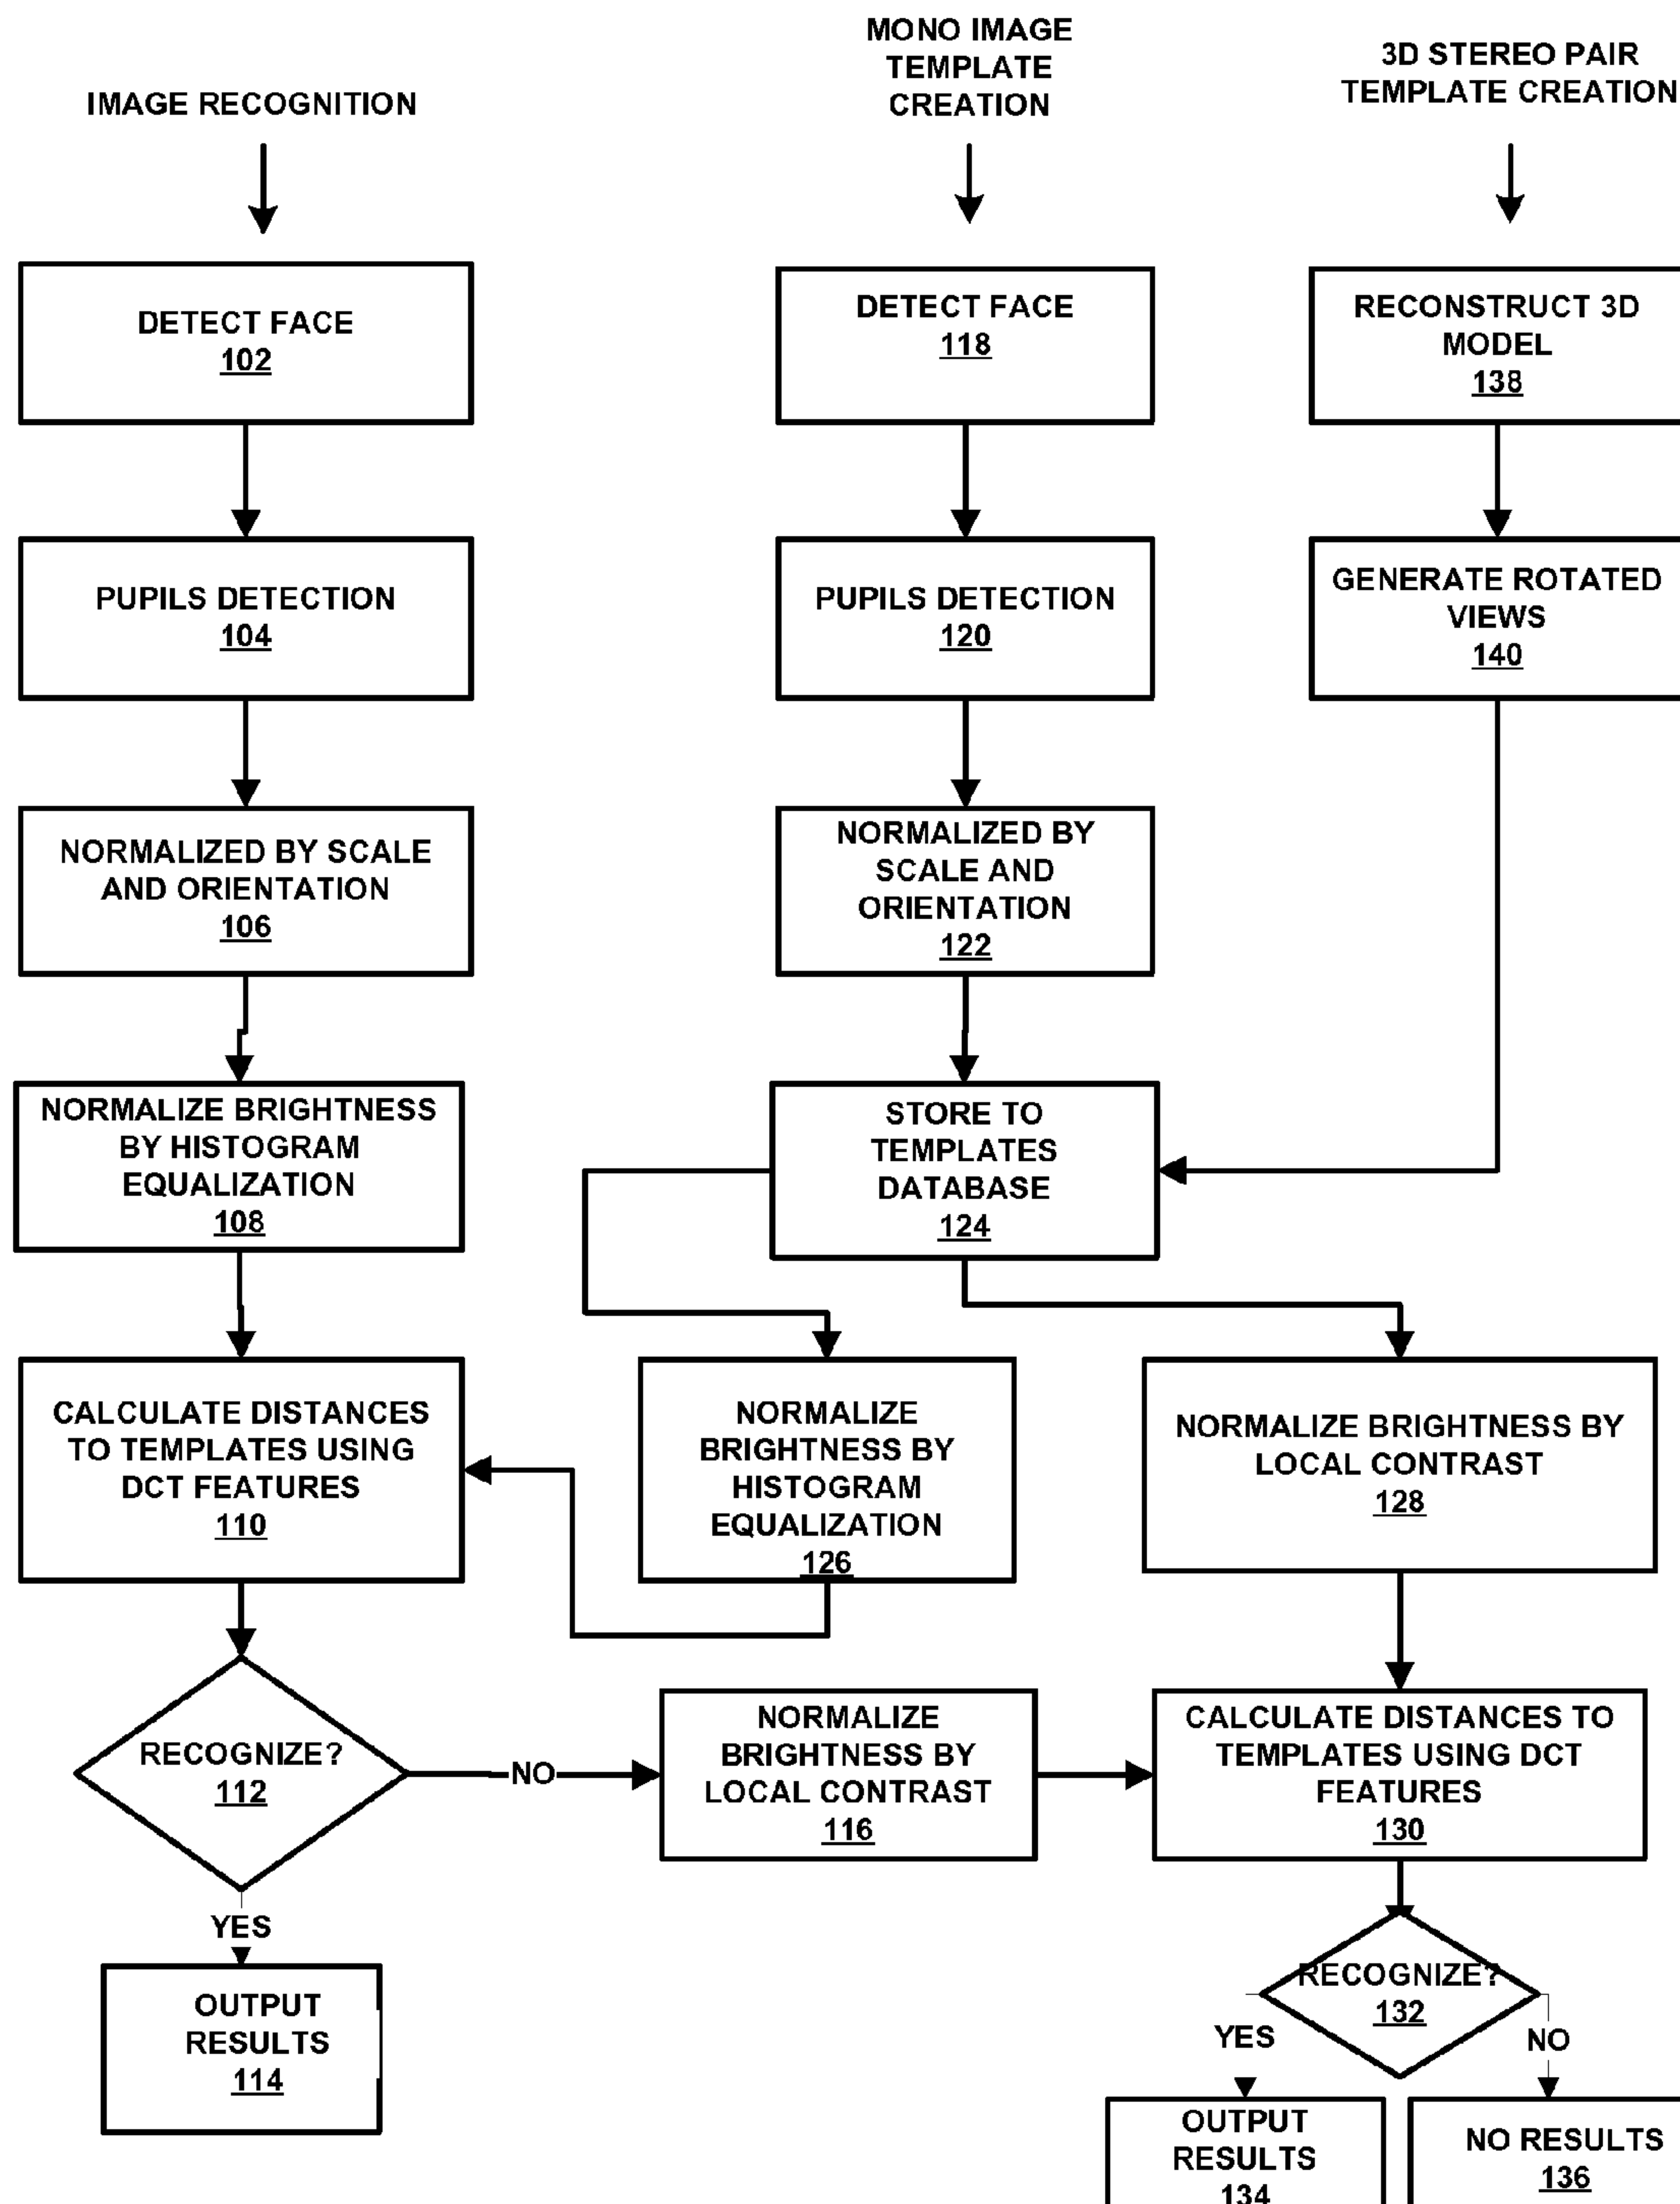 IMAGE RECOGNITION
MONO IMAGE
TEMPLATE
CREATION
3D STEREO PAIR
TEMPLATE CREATION
DETECT FACE
102
DETECT FACE
118
RECONSTRUCT 3D
MODEL
138
PUPILS DETECTION
104
PUPILS DETECTION
120
GENERATE ROTATED
VIEWS
140
NORMALIZED BY SCALE
AND ORIENTATION
106
NORMALIZED BY
SCALE AND
ORIENTATION
122
NORMALIZE BRIGHTNESS
BY HISTOGRAM
EQUALIZATION
108
STORE TO
TEMPLATES
DATABASE
124
CALCULATE DISTANCES
TO TEMPLATES USING
DCT FEATURES
110
NORMALIZE
BRIGHTNESS BY
HISTOGRAM
EQUALIZATION
126
NORMALIZE BRIGHTNESS BY
LOCAL CONTRAST
128
RECOGNIZE?
112
NO
NORMALIZE
BRIGHTNESS BY
LOCAL CONTRAST
116
CALCULATE DISTANCES TO
TEMPLATES USING DCT
FEATURES
130
YES
OUTPUT
RESULTS
114
RECOGNIZE?
132
YES
NO
OUTPUT
RESULTS
134
NO RESULTS
136